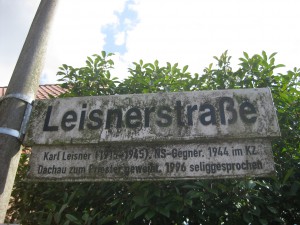 Leisnerstraße
Karl Leisner (1915-1945), NS-Gegner, 1944 im KZ
Dachau zum Priester geweiht, 1996 seliggesprochen